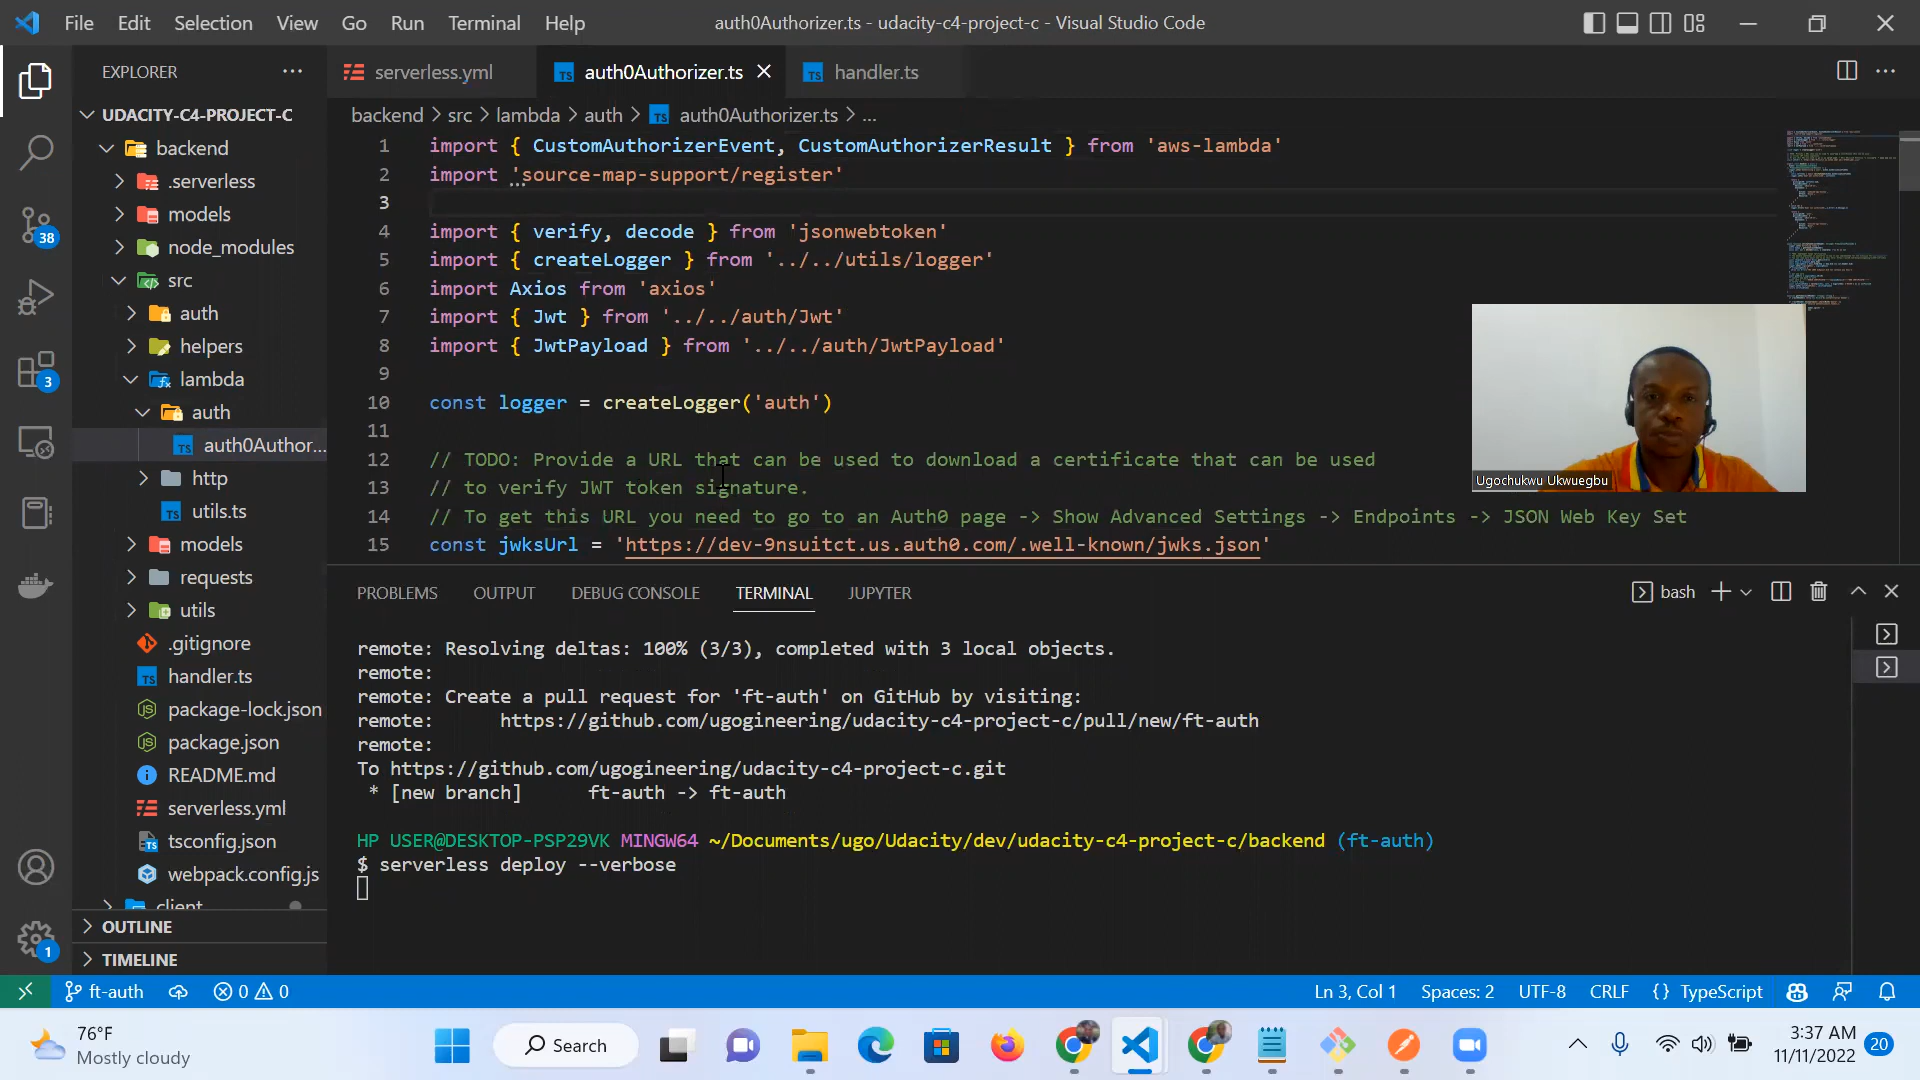 File Edit Selection View Go Run Terminal Help
auth0Authorizer.ts - udacity-c4-project-c - Visual Studio Code
EXPLORER
serverless.yml
auth0Authorizer.ts
handler.ts
backend > src > lambda > auth > auth0Authorizer.ts > ...
UDACITY-C4-PROJECT-C
backend
.serverless
models
node_modules
src
auth
helpers
lambda
auth
auth0Author...
http
utils.ts
models
requests
utils
.gitignore
handler.ts
package-lock.json
package.json
README.md
serverless.yml
tsconfig.json
webpack.config.js
client
OUTLINE
TIMELINE
38
3
1
1 import { CustomAuthorizerEvent, CustomAuthorizerResult } from 'aws-lambda'
2 import 'source-map-support/register'
3
4 import { verify, decode } from 'jsonwebtoken'
5 import { createLogger } from '../../utils/logger'
6 import Axios from 'axios'
7 import { Jwt } from '../../auth/Jwt'
8 import { JwtPayload } from '../../auth/JwtPayload'
9
10 const logger = createLogger('auth')
11
12 // TODO: Provide a URL that can be used to download a certificate that can be used
13 // to verify JWT token signature.
14 // To get this URL you need to go to an Auth0 page -> Show Advanced Settings -> Endpoints -> JSON Web Key Set
15 const jwksUrl = 'https://dev-9nsuitct.us.auth0.com/.well-known/jwks.json'
Ugochukwu Ukwuegbu
PROBLEMS OUTPUT DEBUG CONSOLE TERMINAL JUPYTER
bash
remote: Resolving deltas: 100% (3/3), completed with 3 local objects.
remote:
remote: Create a pull request for 'ft-auth' on GitHub by visiting:
remote: https://github.com/ugogineering/udacity-c4-project-c/pull/new/ft-auth
remote:
To https://github.com/ugogineering/udacity-c4-project-c.git
* [new branch] ft-auth -> ft-auth
HP USER@DESKTOP-PSP29VK MINGW64 ~/Documents/ugo/Udacity/dev/udacity-c4-project-c/backend (ft-auth)
$ serverless deploy --verbose
ft-auth
0 0
Ln 3, Col 1
Spaces: 2
UTF-8
CRLF
{ } TypeScript
76°F
Mostly cloudy
Search
3:37 AM
11/11/2022
20